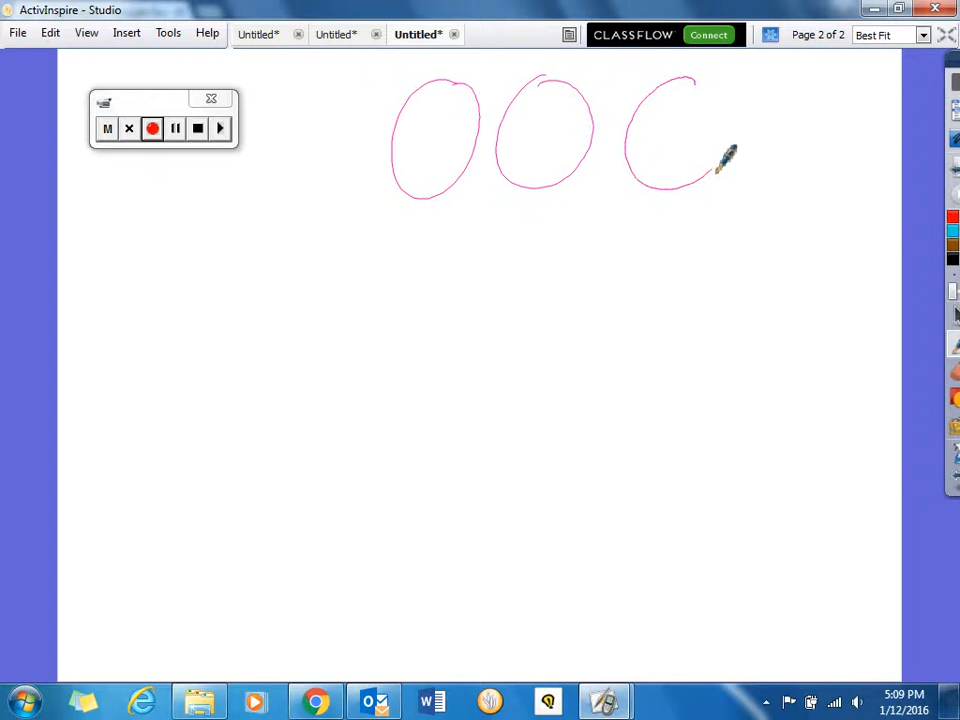 ActivInspire - Studio
File Edit View Insert Tools Help Untitled* Untitled* Untitled* CLASSFLOW Connect Page 2 of 2 Best Fit
M
OOC
5:09 PM
1/12/2016